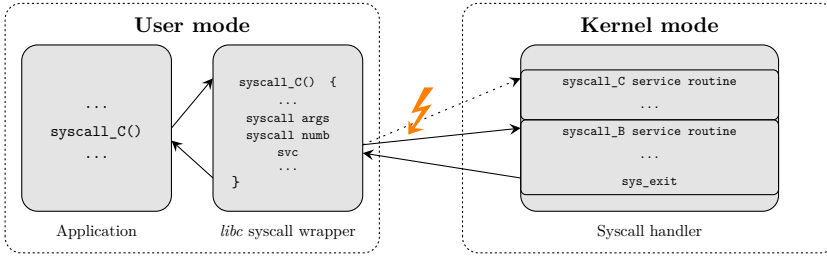 User mode
Kernel mode
...
syscall_C()
...
syscall_C() {
...
syscall args
syscall numb
svc
...
}
syscall_C service routine
...
syscall_B service routine
...
sys_exit
Application
libc syscall wrapper
Syscall handler